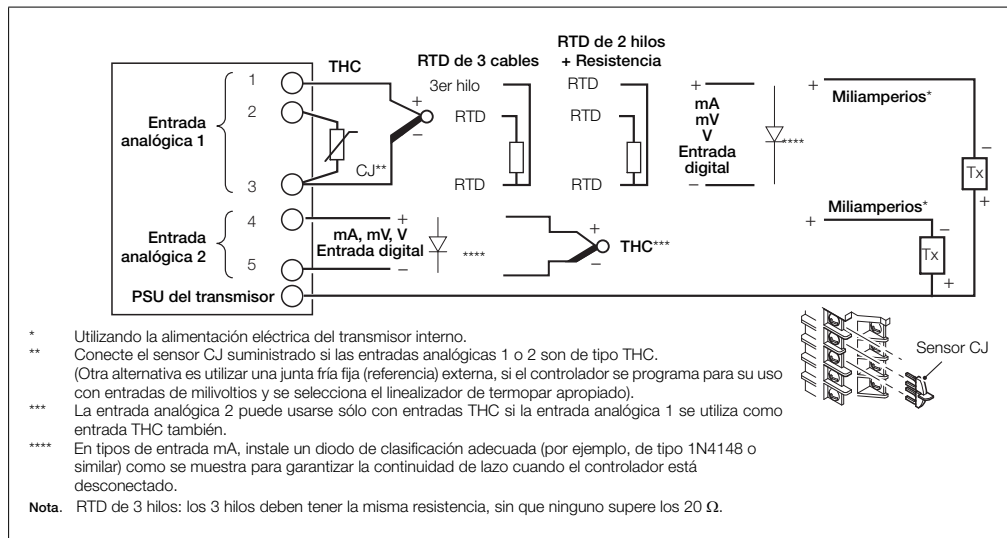 THC
RTD de 3 cables
RTD de 2 hilos
+ Resistencia
1
2
3
Entrada
analógica 1
CJ**
+
–
3er hilo
RTD
RTD
RTD
RTD
RTD
+
mA
mV
V
Entrada
digital
–
****
+
Miliamperios*
–
Tx
+
4
5
Entrada
analógica 2
+
mA, mV, V
Entrada digital
–
****
+
THC***
–
+
Miliamperios*
–
Tx
+
PSU del transmisor
Sensor CJ
* Utilizando la alimentación eléctrica del transmisor interno.
** Conecte el sensor CJ suministrado si las entradas analógicas 1 o 2 son de tipo THC.
(Otra alternativa es utilizar una junta fría fija (referencia) externa, si el controlador se programa para su uso
con entradas de milivoltios y se selecciona el linealizador de termopar apropiado).
*** La entrada analógica 2 puede usarse sólo con entradas THC si la entrada analógica 1 se utiliza como
entrada THC también.
**** En tipos de entrada mA, instale un diodo de clasificación adecuada (por ejemplo, de tipo 1N4148 o
similar) como se muestra para garantizar la continuidad de lazo cuando el controlador está
desconectado.
Nota. RTD de 3 hilos: los 3 hilos deben tener la misma resistencia, sin que ninguno supere los 20 Ω.